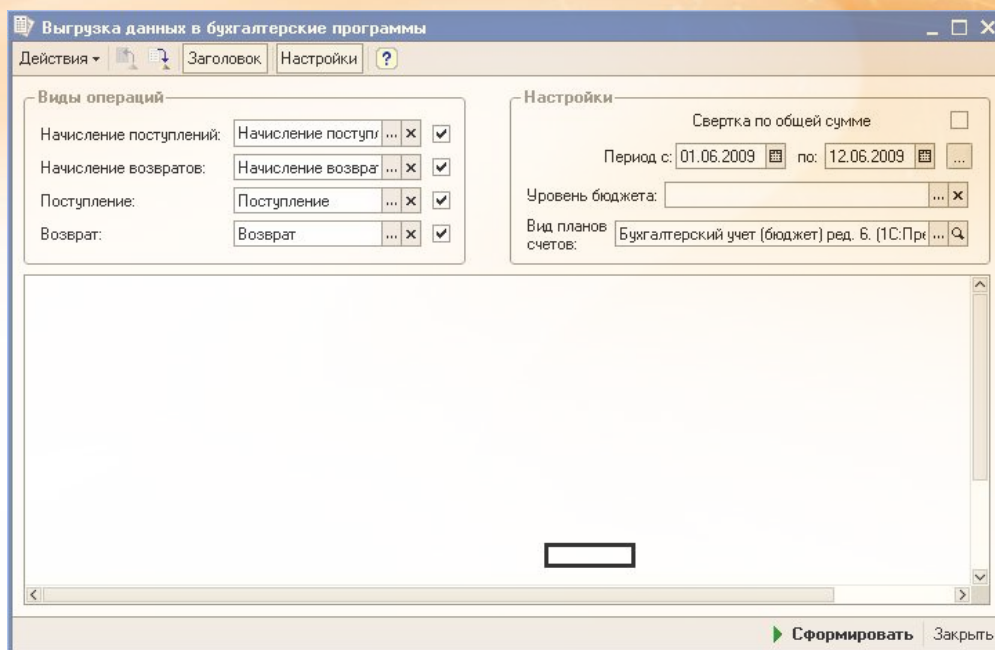 Выгрузка данных в бухгалтерские программы
Действия Заголовок Настройки ?
Виды операций
Начисление поступлений: Начисление поступл ...
Начисление возвратов: Начисление возврат ...
Поступление: Поступление ...
Возврат: Возврат ...
Настройки
Свертка по общей сумме
Период с: 01.06.2009 по: 12.06.2009 ...
Уровень бюджета: ...
Вид планов счетов: Бухгалтерский учет (бюджет) ред. 6. (1С:Пре ...
Сформировать Закрыть